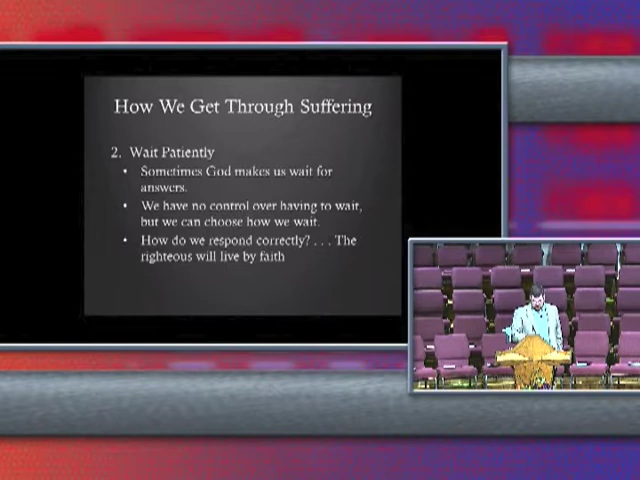 How We Get Through Suffering
2. Wait Patiently
• Sometimes God makes us wait for
answers.
• We have no control over having to wait,
but we can choose how we wait.
• How do we respond correctly? . . . The
righteous will live by faith